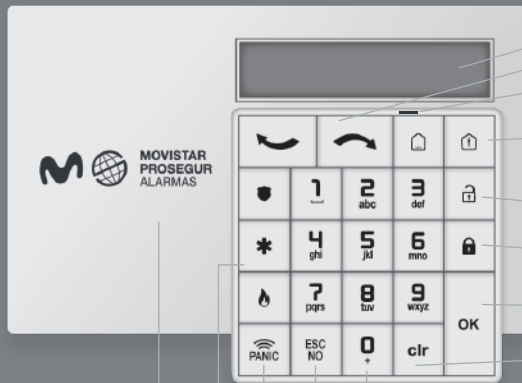 MOVISTAR
PROSEGUR
ALARMAS
1
2
abc
3
def
4
ghi
5
jkl
6
mno
7
pqrs
8
tuv
9
wxyz
OK
PANIC
ESC
NO
0
+
clr